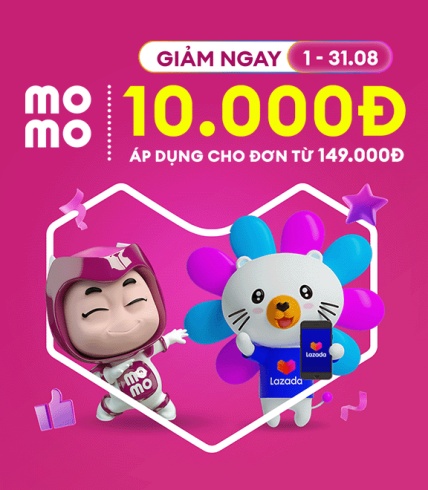 GIẢM NGAY 1 - 31.08
mo
mo
10.000Đ
ÁP DỤNG CHO ĐƠN TỪ 149.000Đ
mo
mo
Lazada
Lazada